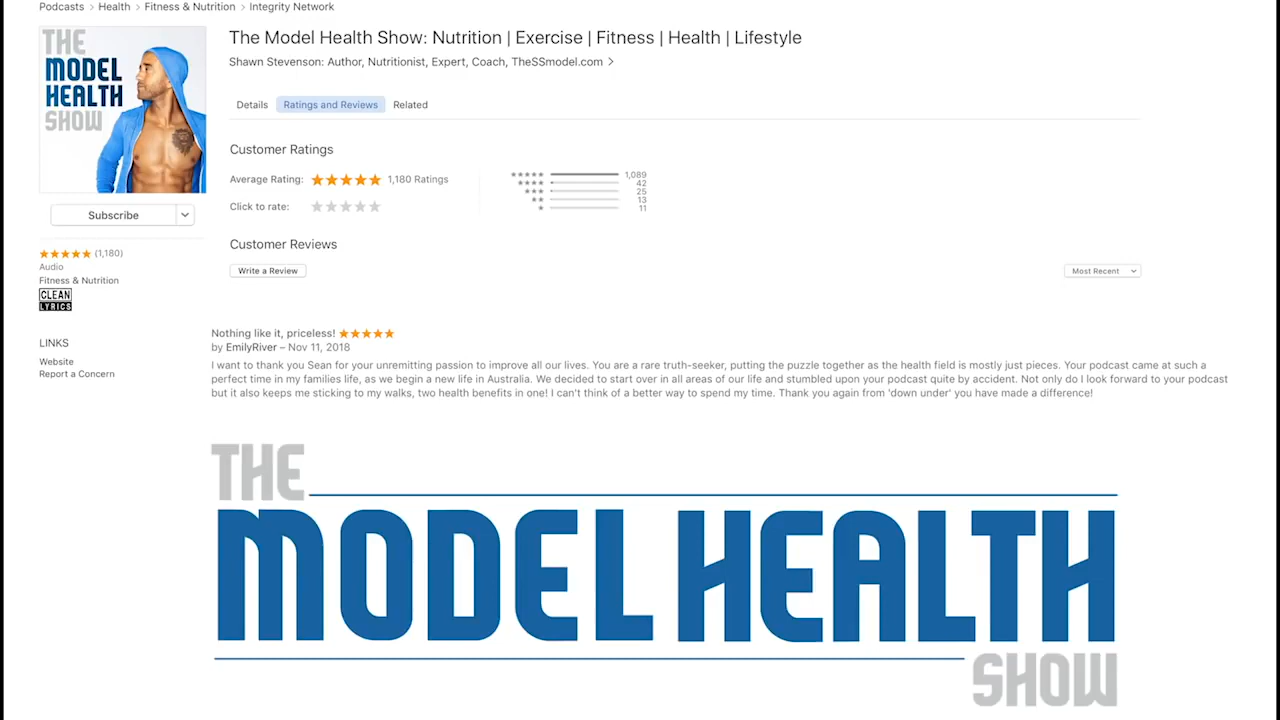 Podcasts > Health > Fitness & Nutrition > Integrity Network
THE
MODEL
HEALTH
SHOW
The Model Health Show: Nutrition | Exercise | Fitness | Health | Lifestyle
Shawn Stevenson: Author, Nutritionist, Expert, Coach, TheSSmodel.com >
Details Ratings and Reviews Related
Customer Ratings
Average Rating: ★★★★★ 1,180 Ratings
Click to rate: ★★★★★
★★★★★ 1,089
★★★★ 42
★★★ 25
★★ 13
★ 11
Subscribe
Customer Reviews
Write a Review
Most Recent
★★★★★ (1,180)
Audio
Fitness & Nutrition
CLEAN
LYRICS
LINKS
Website
Report a Concern
Nothing like it, priceless! ★★★★★
by EmilyRiver – Nov 11, 2018
I want to thank you Sean for your unremitting passion to improve all our lives. You are a rare truth-seeker, putting the puzzle together as the health field is mostly just pieces. Your podcast came at such a
perfect time in my families life, as we begin a new life in Australia. We decided to start over in all areas of our life and stumbled upon your podcast quite by accident. Not only do I look forward to your podcast
but it also keeps me sticking to my walks, two health benefits in one! I can't think of a better way to spend my time. Thank you again from 'down under' you have made a difference!
THE
MODEL HEALTH
SHOW